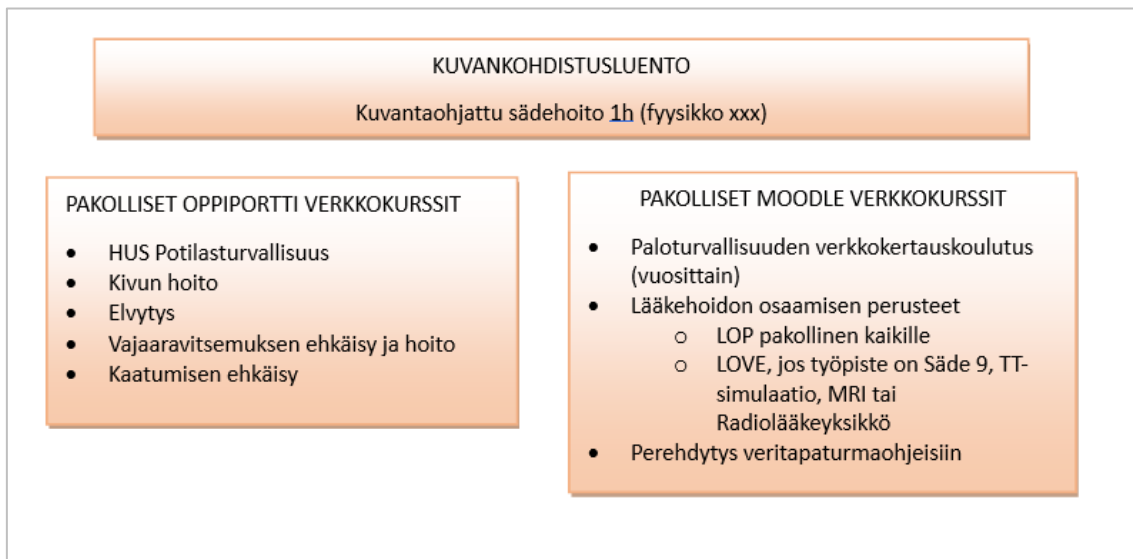 KUVANKOHDISTUSLUENTO
Kuvantaohjattu sädehoito 1h (fyysikko xxx)
PAKOLLISET OPPIPORTTI VERKKOKURSSIT
• HUS Potilasturvallisuus
• Kivun hoito
• Elvytys
• Vajaaravitsemuksen ehkäisy ja hoito
• Kaatumisen ehkäisy
PAKOLLISET MOODLE VERKKOKURSSIT
• Paloturvallisuuden verkkokertauskoulutus
(vuosittain)
• Lääkehoidon osaamisen perusteet
o LOP pakollinen kaikille
o LOVE, jos työpiste on Säde 9, TT-
simulaatio, MRI tai
Radiolääkeyksikkö
• Perehdytys veritapaturmaohjeisiin